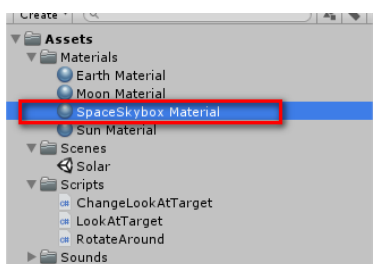 Create
Assets
Materials
Earth Material
Moon Material
SpaceSkybox Material
Sun Material
Scenes
Solar
Scripts
C# ChangeLookAtTarget
C# LookAtTarget
C# RotateAround
Sounds